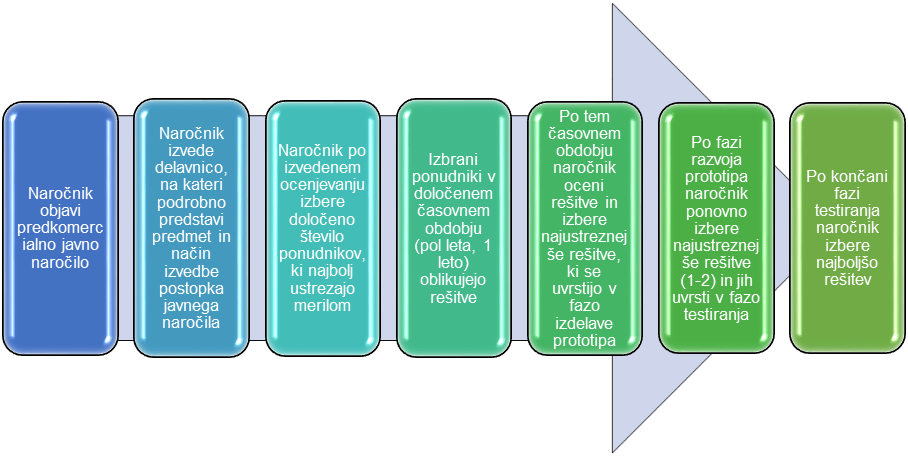 Naročnik
objavi
predkomerc
ialno javno
naročilo
Naročnik
izvede
delavnico,
na kateri
podrobno
predstavi
predmet in
način
izvedbe
postopka
javnega
naročila
Naročnik po
izvedenem
ocenjevanju
izbere
določeno
število
ponudnikov,
ki najbolj
ustrezajo
merilom
Izbrani
ponudniki v
določenem
časovnem
obdobju
(pol leta, 1
leto)
oblikujejo
rešitve
Po tem
časovnem
obdobju
naročnik
oceni
rešitve in
izbere
najustreznej
še rešitve,
ki se
uvrstijo v
fazo
izdelave
prototipa
Po fazi
razvoja
prototipa
naročnik
ponovno
izbere
najustreznej
še rešitve
(1-2) in jih
uvrsti v fazo
testiranja
Po končani
fazi
testiranja
naročnik
izbere
najboljšo
rešitev